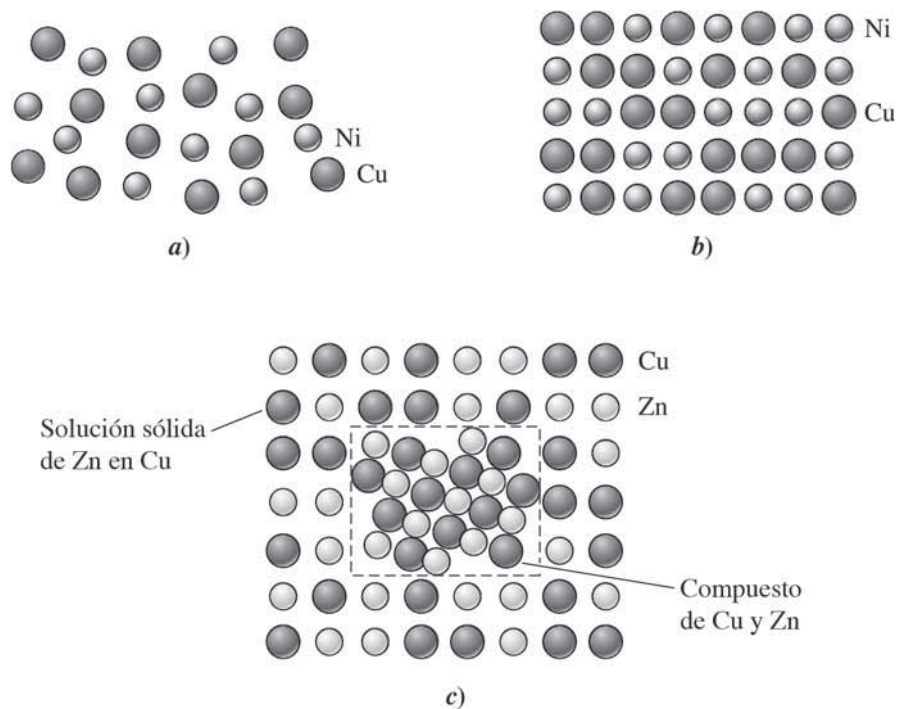 Ni
Cu
a)
Ni
Cu
b)
Cu
Zn
Solución sólida
de Zn en Cu
Compuesto
de Cu y Zn
c)